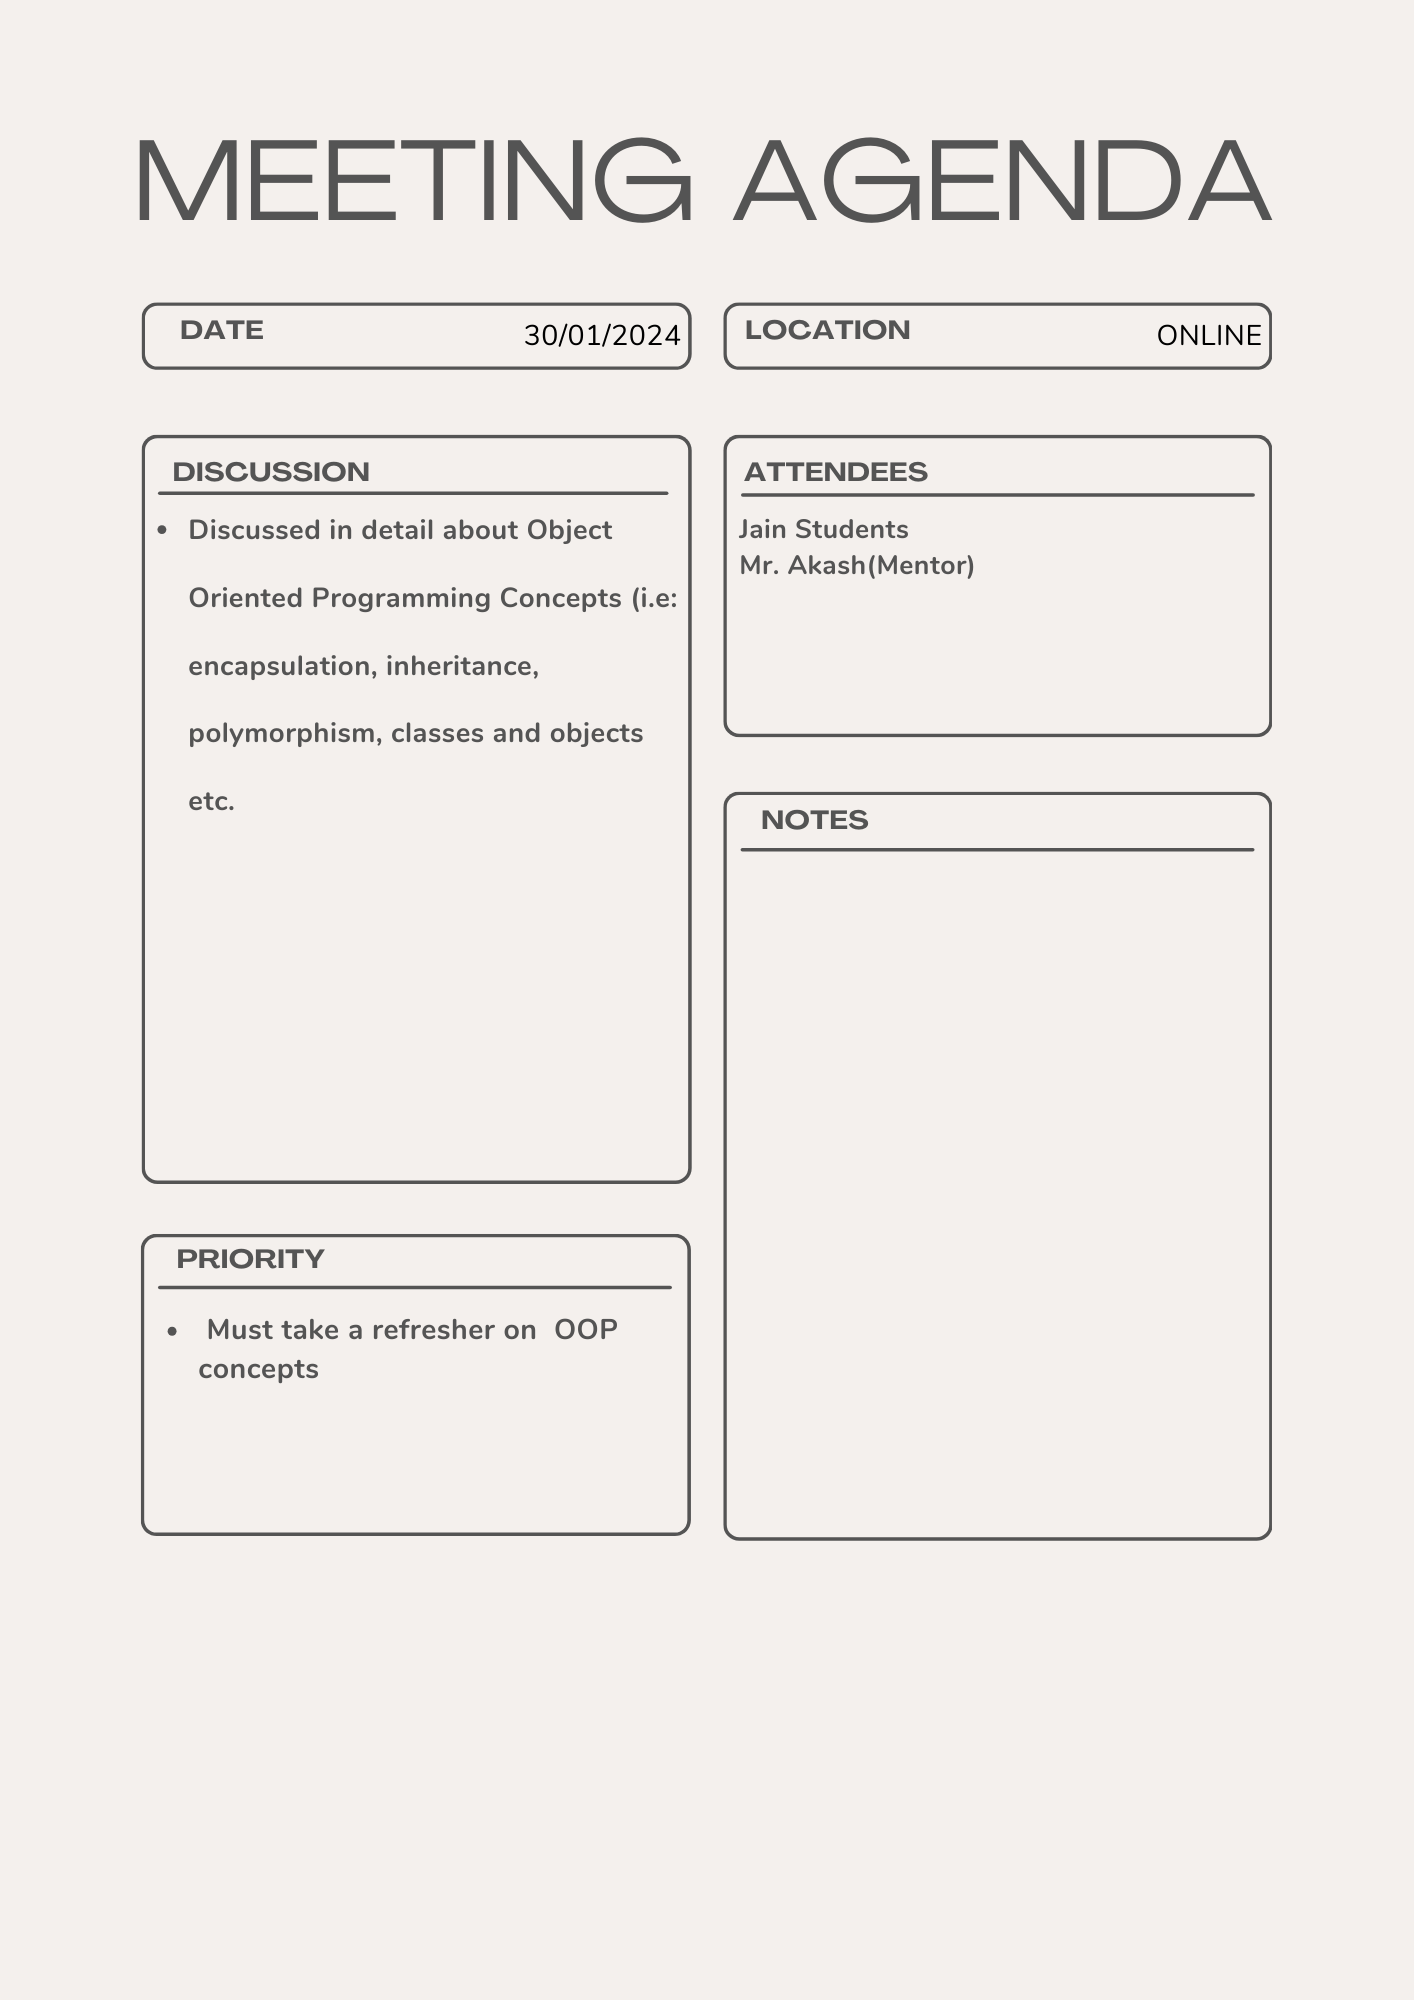 MEETING AGENDA
DATE 30/01/2024
LOCATION ONLINE
DISCUSSION
• Discussed in detail about Object
Oriented Programming Concepts (i.e:
encapsulation, inheritance,
polymorphism, classes and objects
etc.
ATTENDEES
Jain Students
Mr. Akash(Mentor)
NOTES
PRIORITY
• Must take a refresher on  OOP
concepts